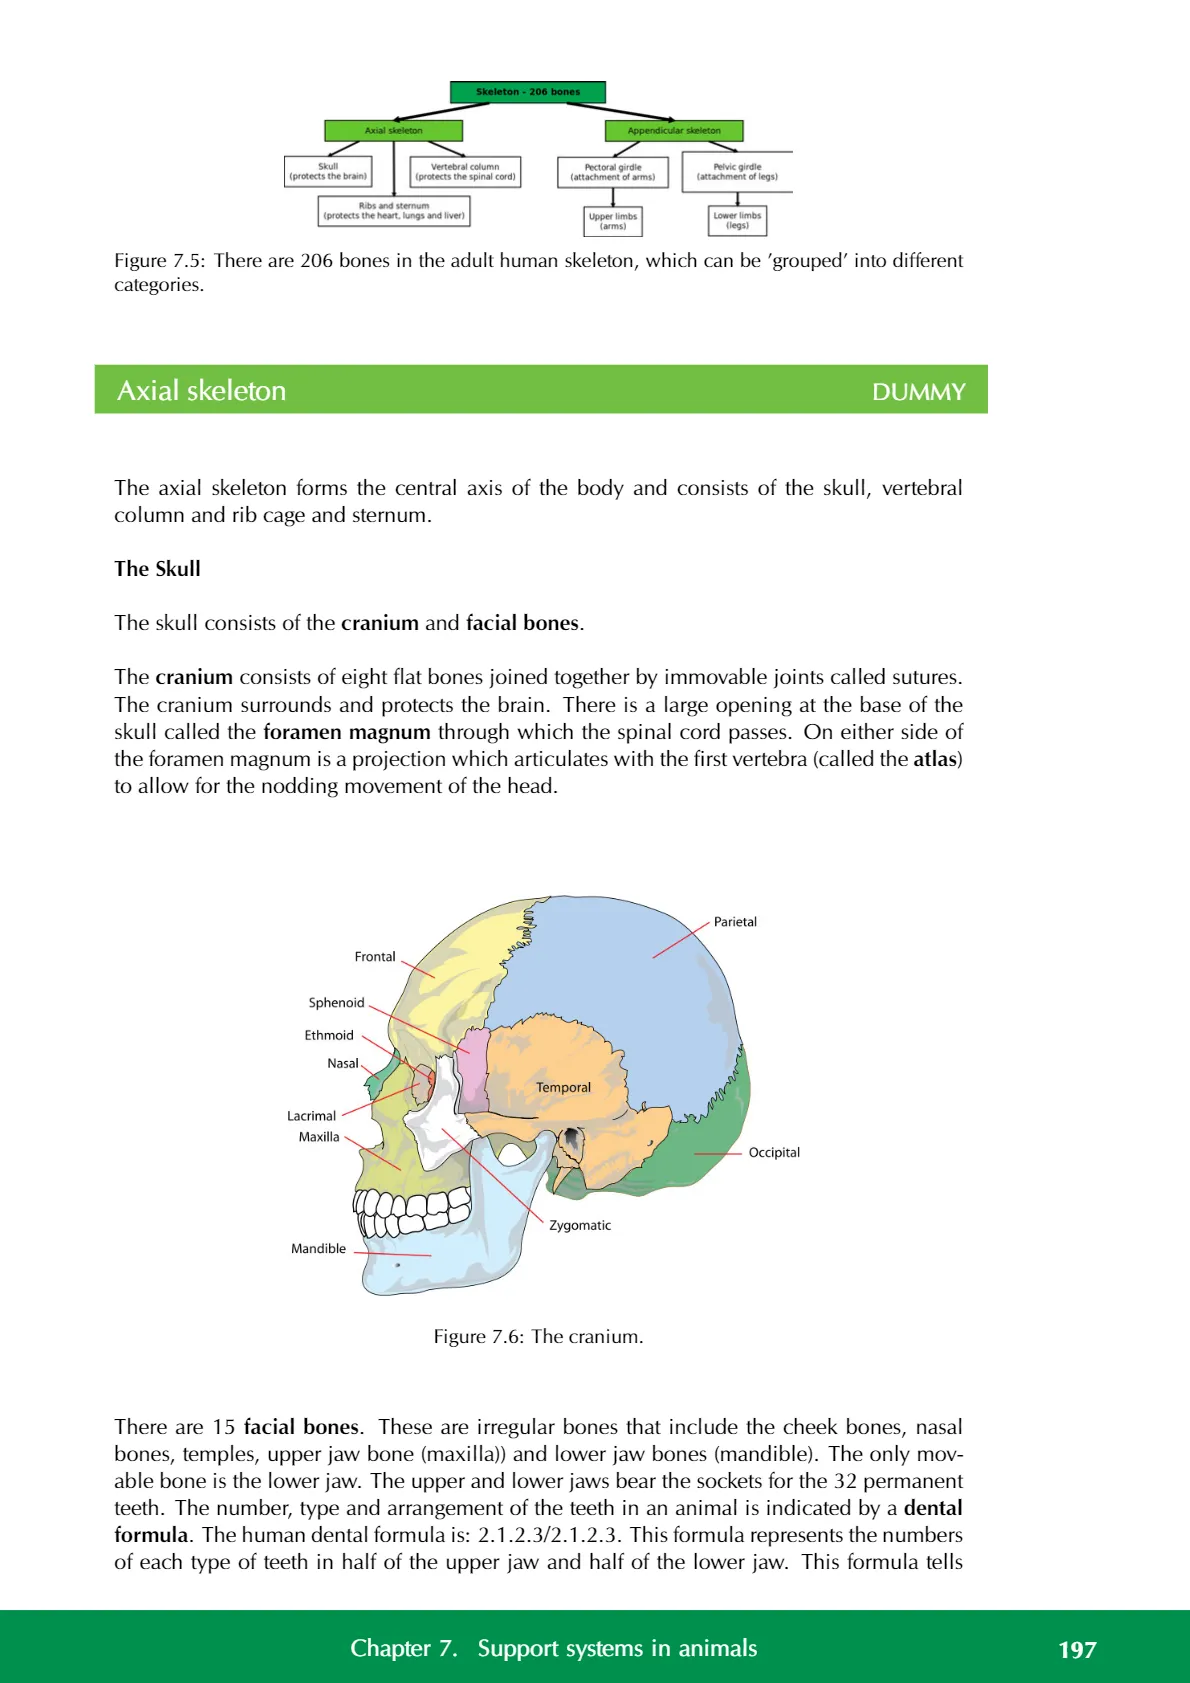 Skeleton - 206 bones
Axial skeleton
Appendicular skeleton
Skull
(protects the brain)
Vertebral column
(protects the spinal cord)
Ribs and sternum
(protects the heart, lungs and liver)
Pectoral girdle
(attachment of arms)
Pelvic girdle
(attachment of legs)
Upper limbs
(arms)
Lower limbs
(legs)
Figure 7.5: There are 206 bones in the adult human skeleton, which can be ’grouped’ into different
categories.
Axial skeleton DUMMY
The axial skeleton forms the central axis of the body and consists of the skull, vertebral
column and rib cage and sternum.
The Skull
The skull consists of the cranium and facial bones.
The cranium consists of eight flat bones joined together by immovable joints called sutures.
The cranium surrounds and protects the brain. There is a large opening at the base of the
skull called the foramen magnum through which the spinal cord passes. On either side of
the foramen magnum is a projection which articulates with the first vertebra (called the atlas)
to allow for the nodding movement of the head.
Parietal
Frontal
Sphenoid
Ethmoid
Nasal
Temporal
Lacrimal
Maxilla
Occipital
Zygomatic
Mandible
Figure 7.6: The cranium.
There are 15 facial bones. These are irregular bones that include the cheek bones, nasal
bones, temples, upper jaw bone (maxilla)) and lower jaw bones (mandible). The only mov-
able bone is the lower jaw. The upper and lower jaws bear the sockets for the 32 permanent
teeth. The number, type and arrangement of the teeth in an animal is indicated by a dental
formula. The human dental formula is: 2.1.2.3/2.1.2.3. This formula represents the numbers
of each type of teeth in half of the upper jaw and half of the lower jaw. This formula tells
Chapter 7. Support systems in animals 197